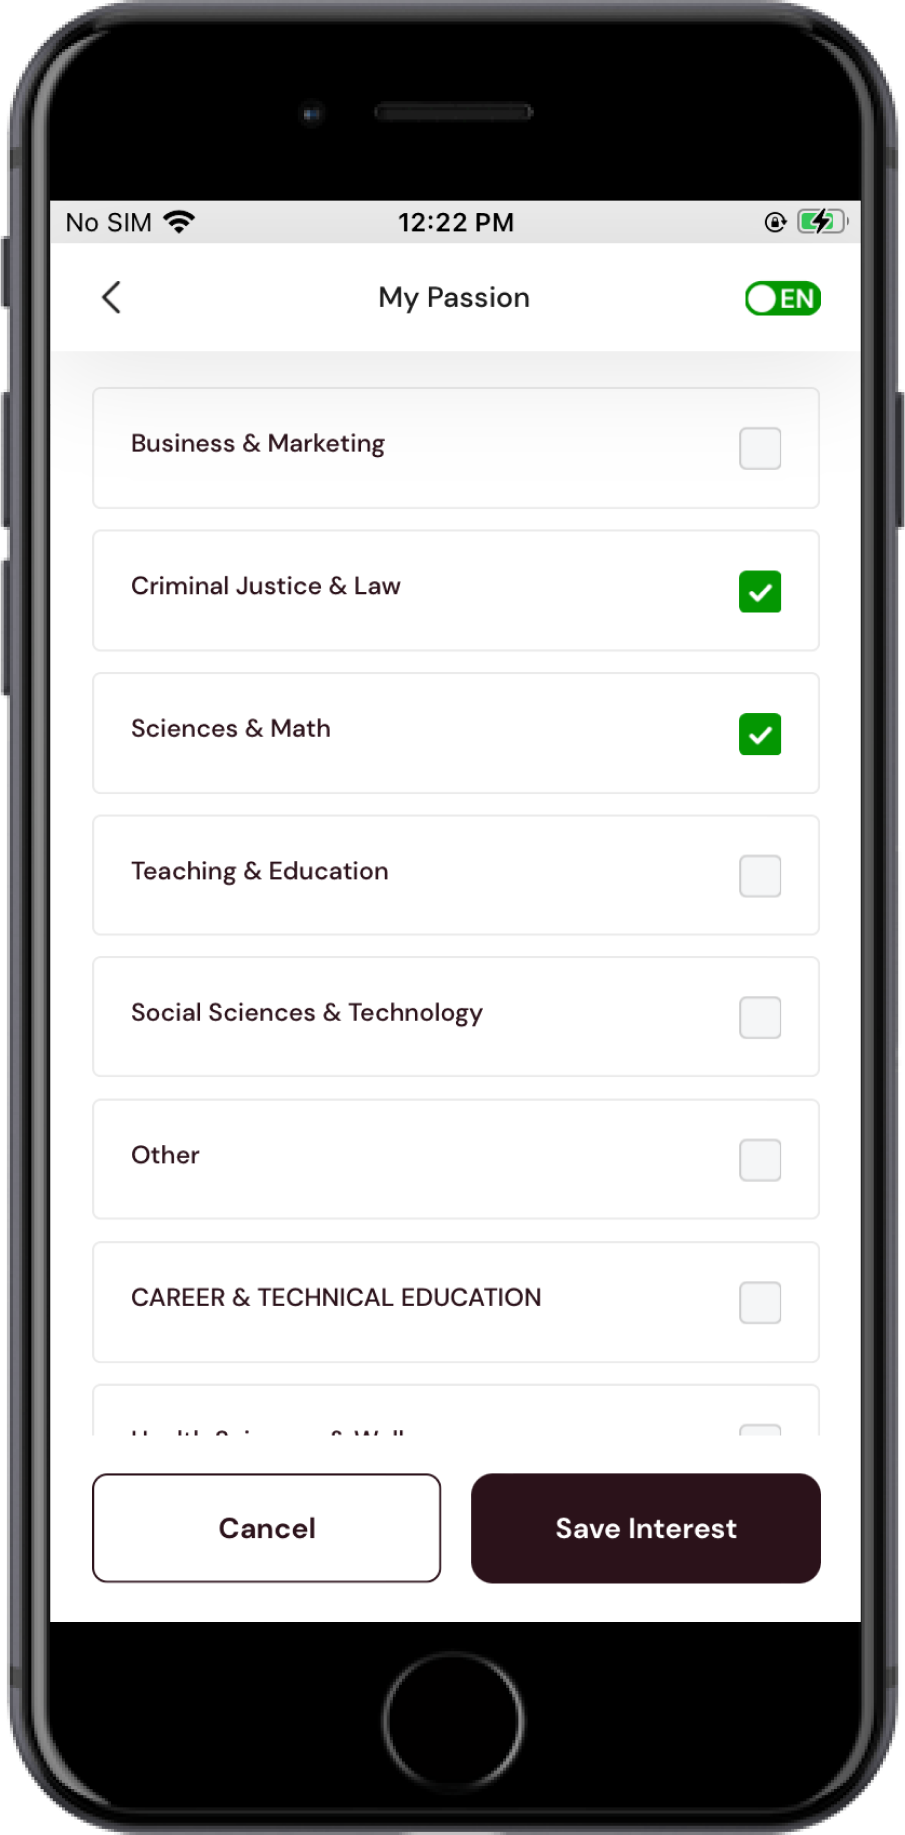 No SIM
12:22 PM
My Passion
EN
Business & Marketing
Criminal Justice & Law
Sciences & Math
Teaching & Education
Social Sciences & Technology
Other
CAREER & TECHNICAL EDUCATION
Cancel
Save Interest